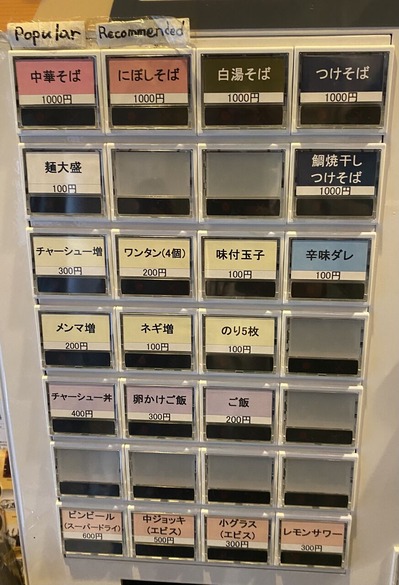 Popular Recommended
中華そば にぼしそば 白湯そば つけそば
1000円 1000円 1000円 1000円
麺大盛 鯛焼干し
つけそば
100円 1000円
チャーシュー増 ワンタン(4個) 味付玉子 辛味ダレ
300円 200円 100円 100円
メンマ増 ネギ増 のり5枚
200円 100円 100円
チャーシュー丼 卵かけご飯 ご飯
400円 300円 200円
ビンビール 中ジョッキ 小グラス レモンサワー
(スーパードライ) (エビス) (エビス)
600円 500円 300円 300円